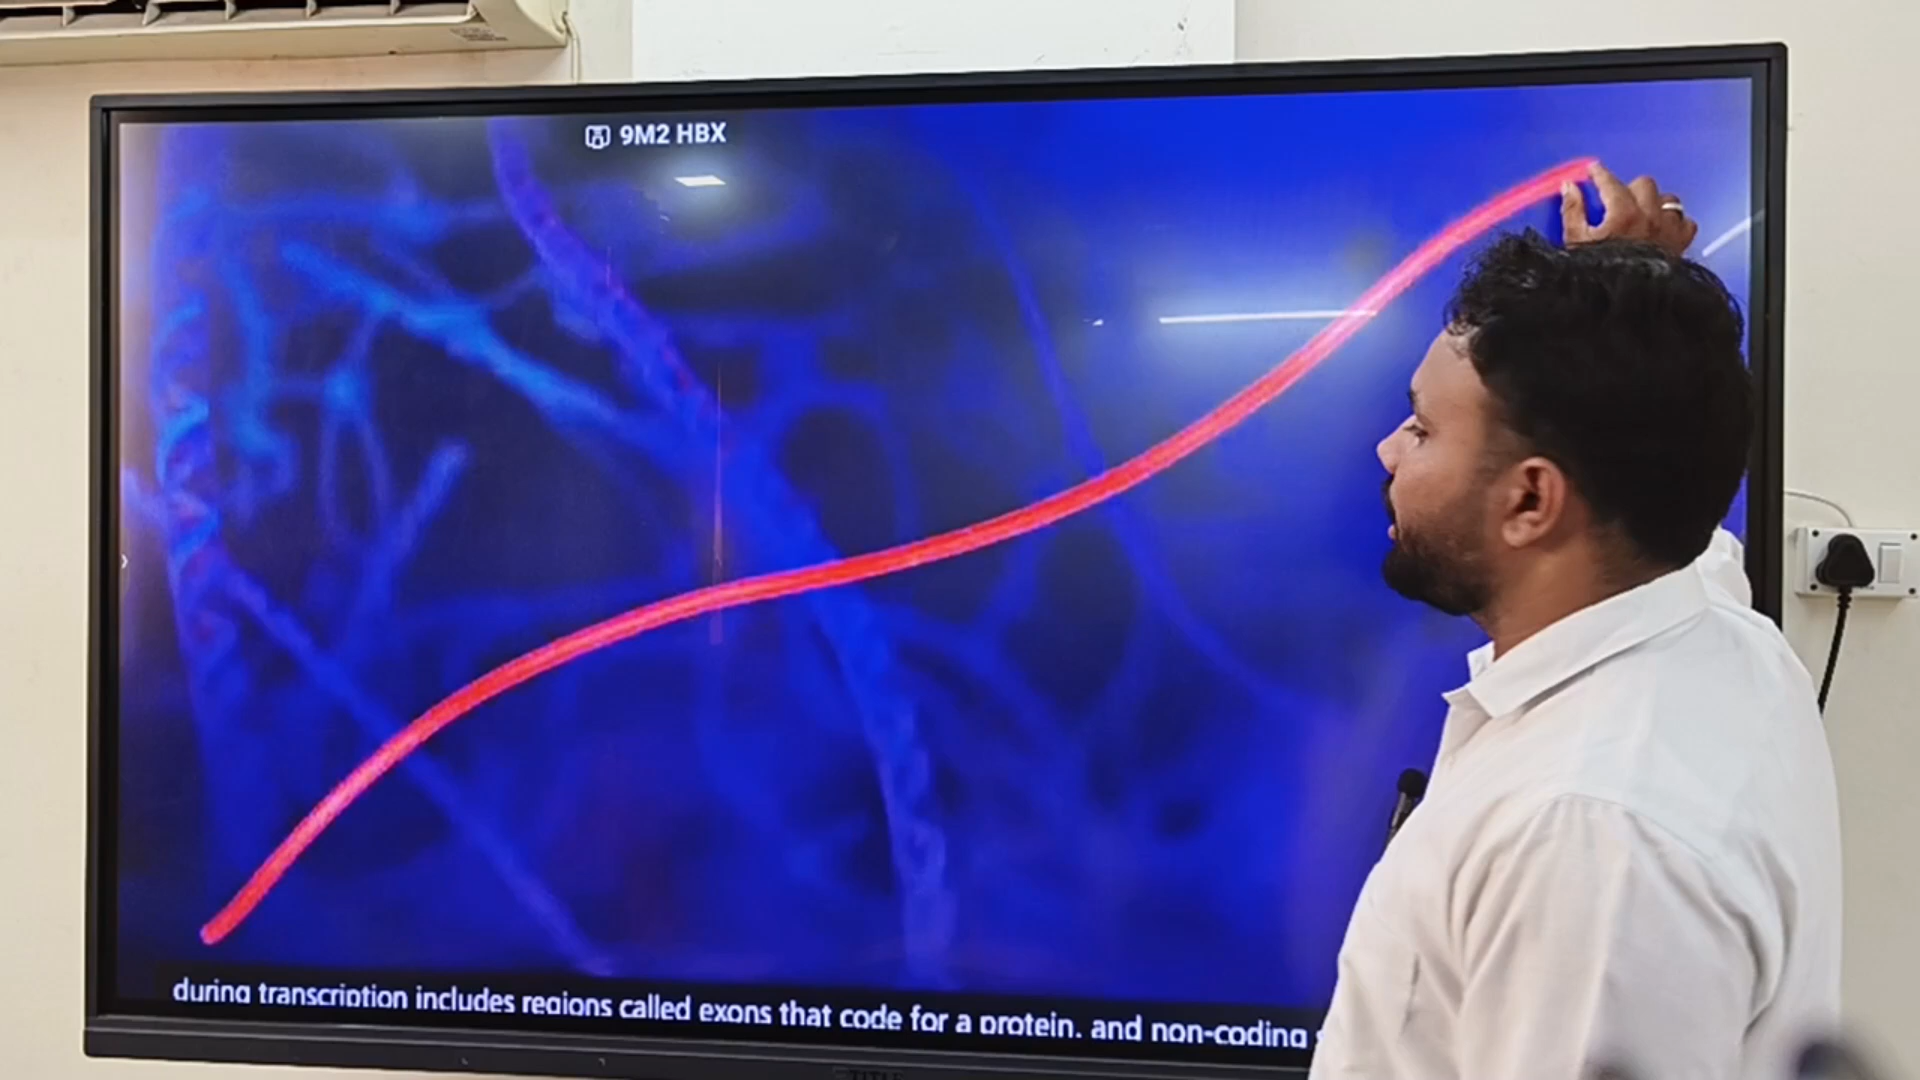 9M2 HBX
during transcription includes regions called exons that code for a protein, and non-coding